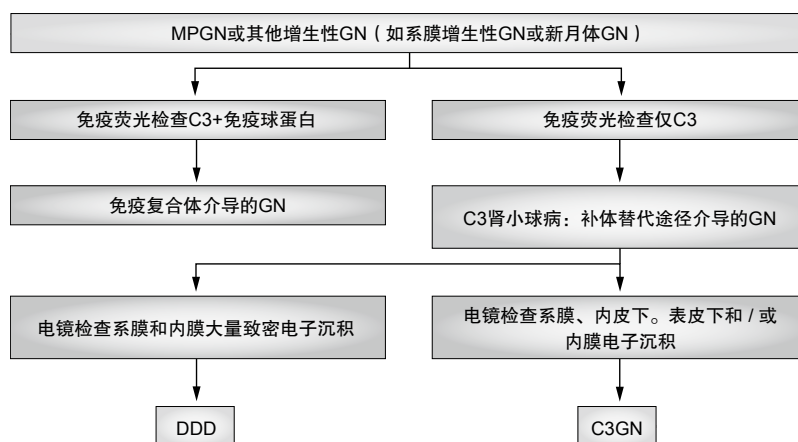 MPGN或其他增生性GN（如系膜增生性GN或新月体GN）
免疫荧光检查C3+免疫球蛋白
免疫荧光检查仅C3
免疫复合体介导的GN
C3肾小球病：补体替代途径介导的GN
电镜检查系膜和内膜大量致密电子沉积
电镜检查系膜、内皮下。表皮下和 / 或
内膜电子沉积
DDD
C3GN